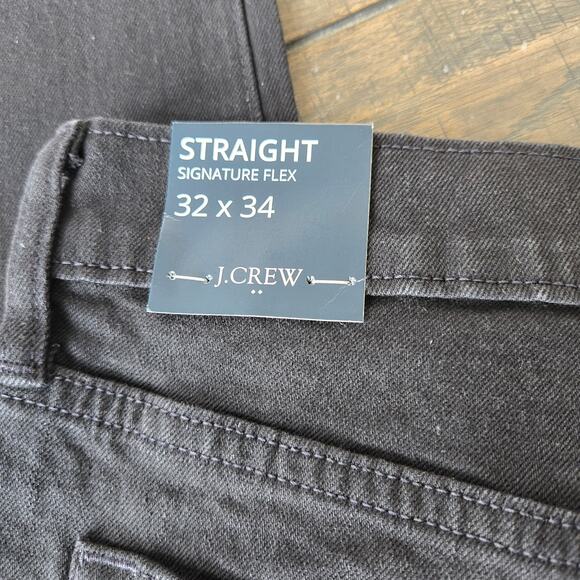 STRAIGHT
SIGNATURE FLEX
32 x 34
J.CREW